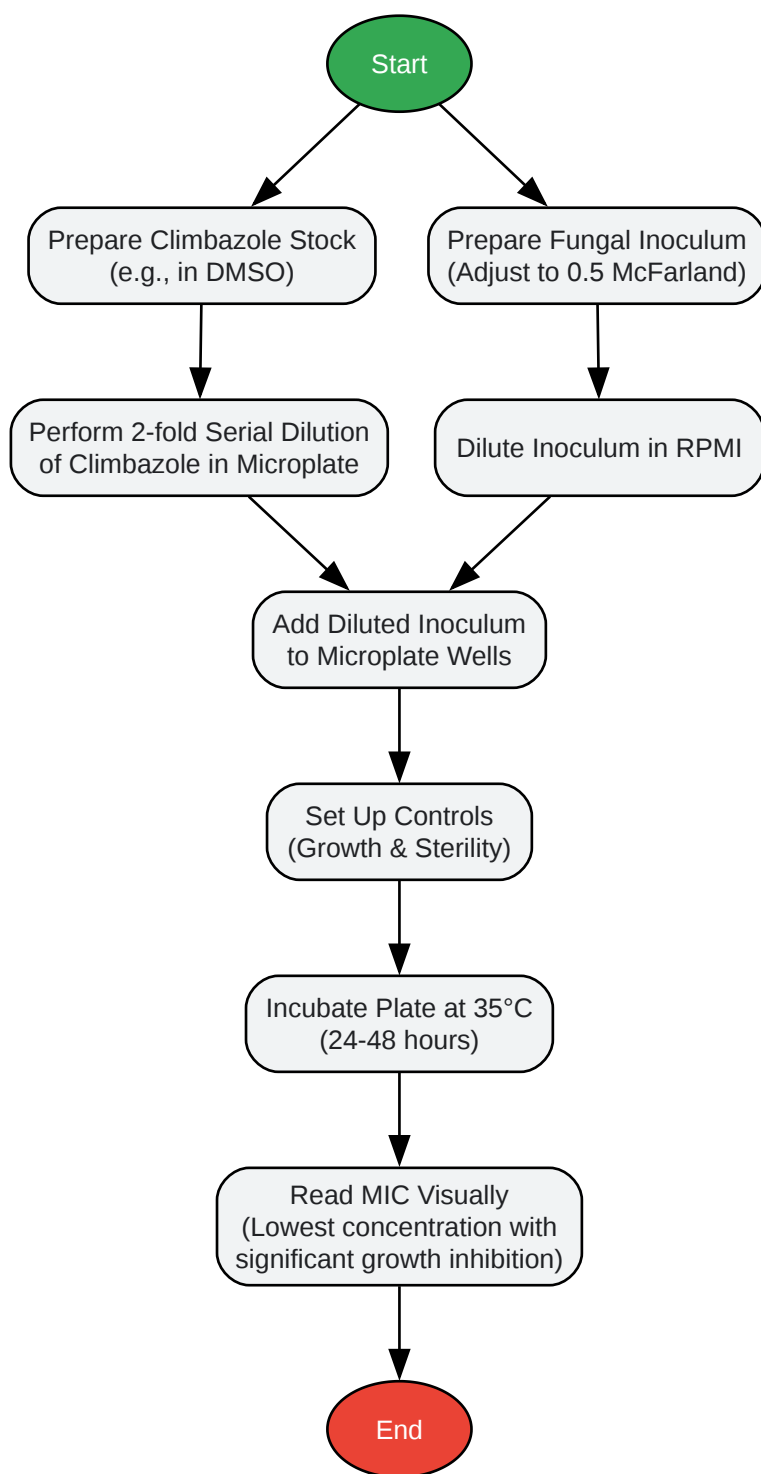 Start
Prepare Climbazole Stock
(e.g., in DMSO)
Prepare Fungal Inoculum
(Adjust to 0.5 McFarland)
Perform 2-fold Serial Dilution
of Climbazole in Microplate
Dilute Inoculum in RPMI
Add Diluted Inoculum
to Microplate Wells
Set Up Controls
(Growth & Sterility)
Incubate Plate at 35°C
(24-48 hours)
Read MIC Visually
(Lowest concentration with
significant growth inhibition)
End